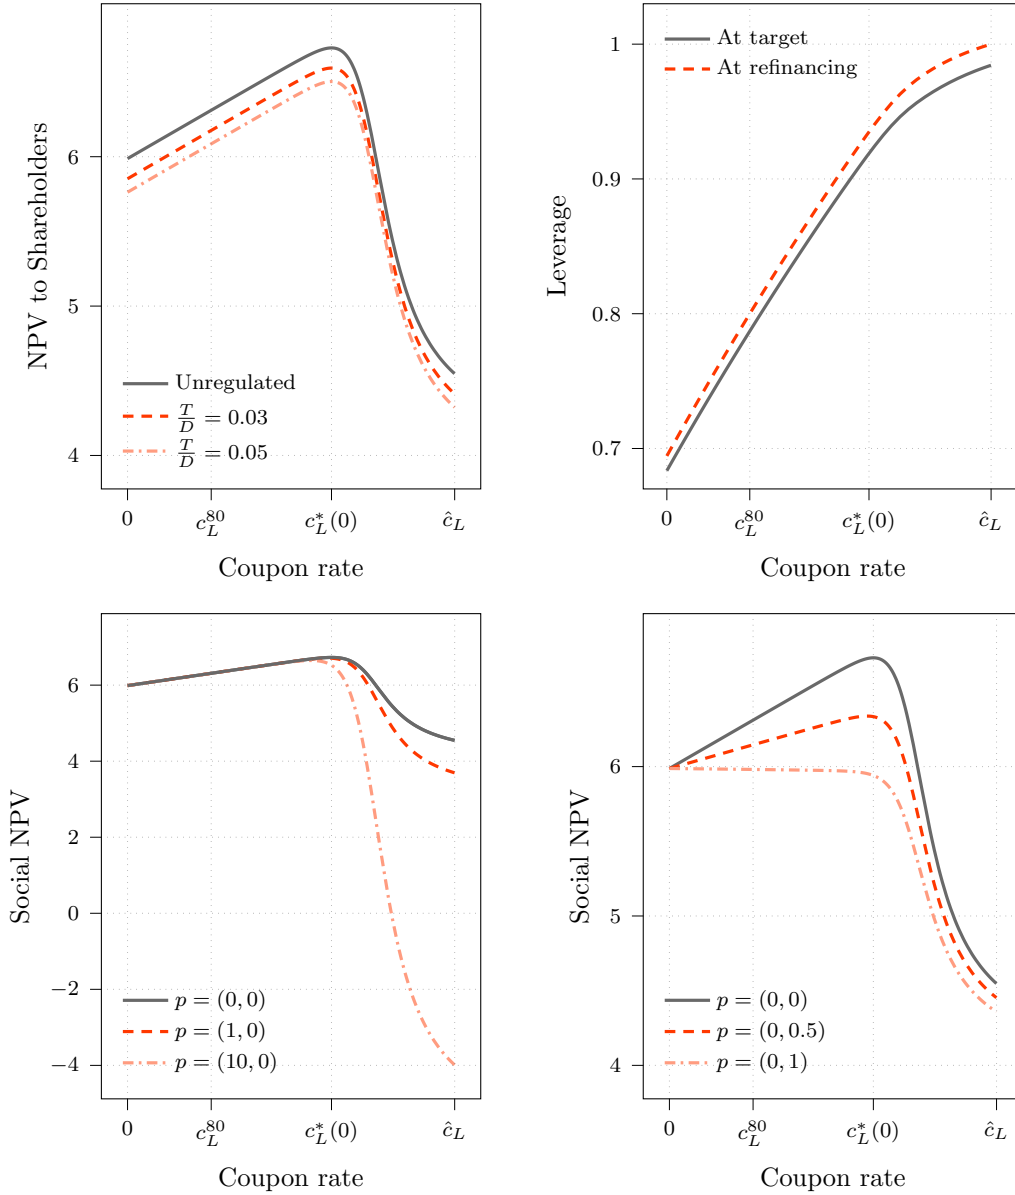 NPV to Shareholders
6
5
4
Unregulated
T/D = 0.03
T/D = 0.05
0 c_L^80 c_L^*(0) ĉ_L
Coupon rate
Leverage
1
0.9
0.8
0.7
At target
At refinancing
0 c_L^80 c_L^*(0) ĉ_L
Coupon rate
Social NPV
6
4
2
0
−2
−4
p = (0, 0)
p = (1, 0)
p = (10, 0)
0 c_L^80 c_L^*(0) ĉ_L
Coupon rate
Social NPV
6
5
4
p = (0, 0)
p = (0, 0.5)
p = (0, 1)
0 c_L^80 c_L^*(0) ĉ_L
Coupon rate